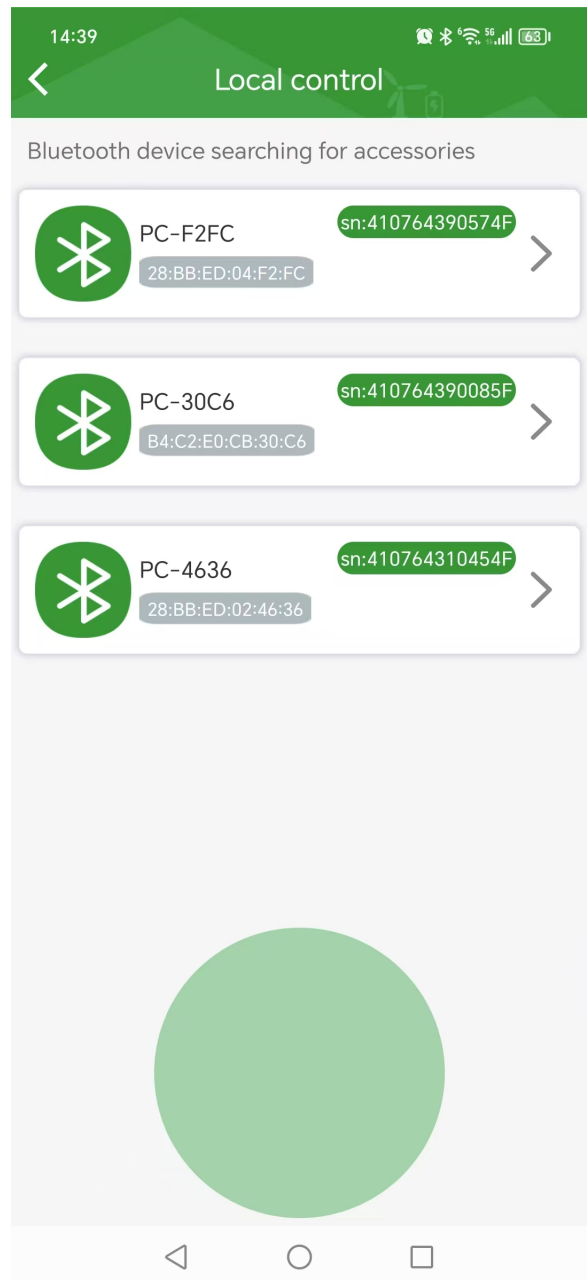 14:39
6 5G 63
Local control
Bluetooth device searching for accessories
PC-F2FC
sn:410764390574F
28:BB:ED:04:F2:FC
PC-30C6
sn:410764390085F
B4:C2:E0:CB:30:C6
PC-4636
sn:410764310454F
28:BB:ED:02:46:36